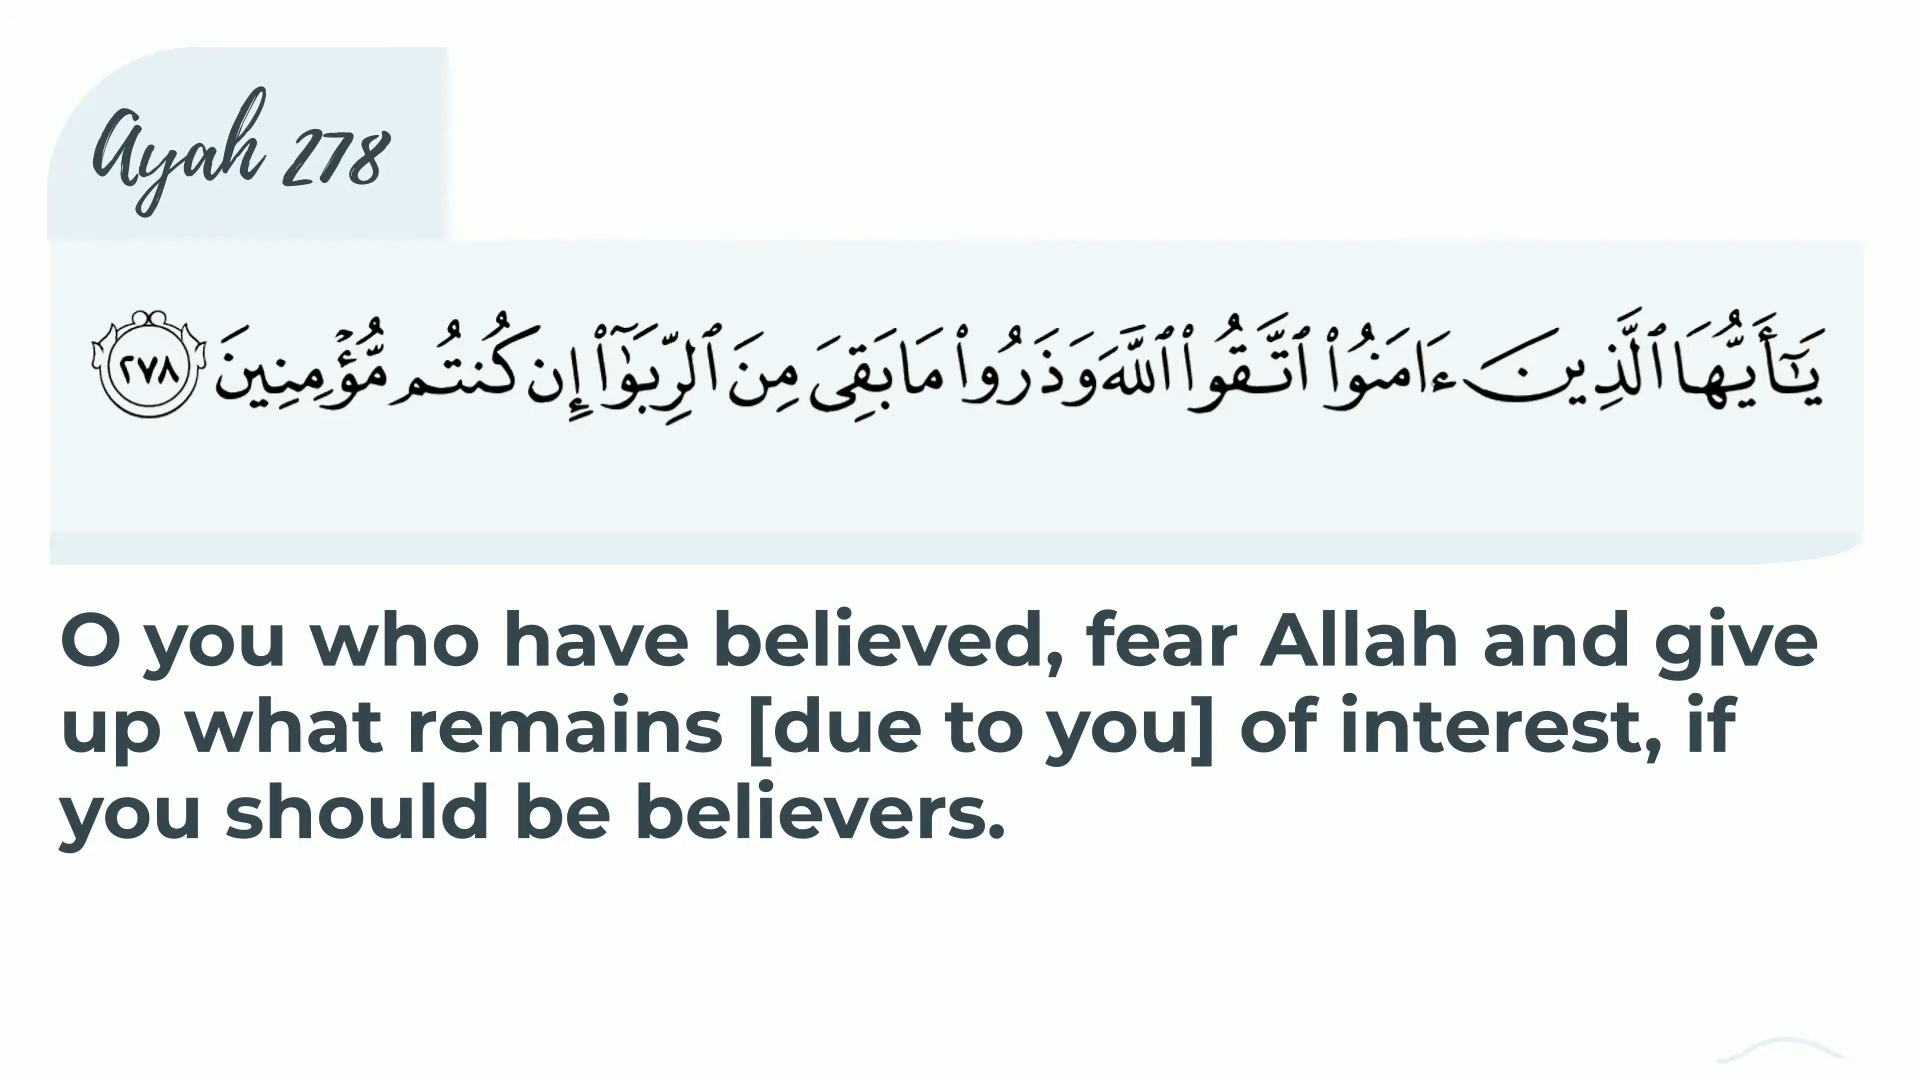 Ayah 278
يَٰٓأَيُّهَا ٱلَّذِينَ ءَامَنُوا۟ ٱتَّقُوا۟ ٱللَّهَ وَذَرُوا۟ مَا بَقِىَ مِنَ ٱلرِّبَوٰٓا۟ إِن كُنتُم مُّؤْمِنِينَ ٢٧٨
O you who have believed, fear Allah and give
up what remains [due to you] of interest, if
you should be believers.